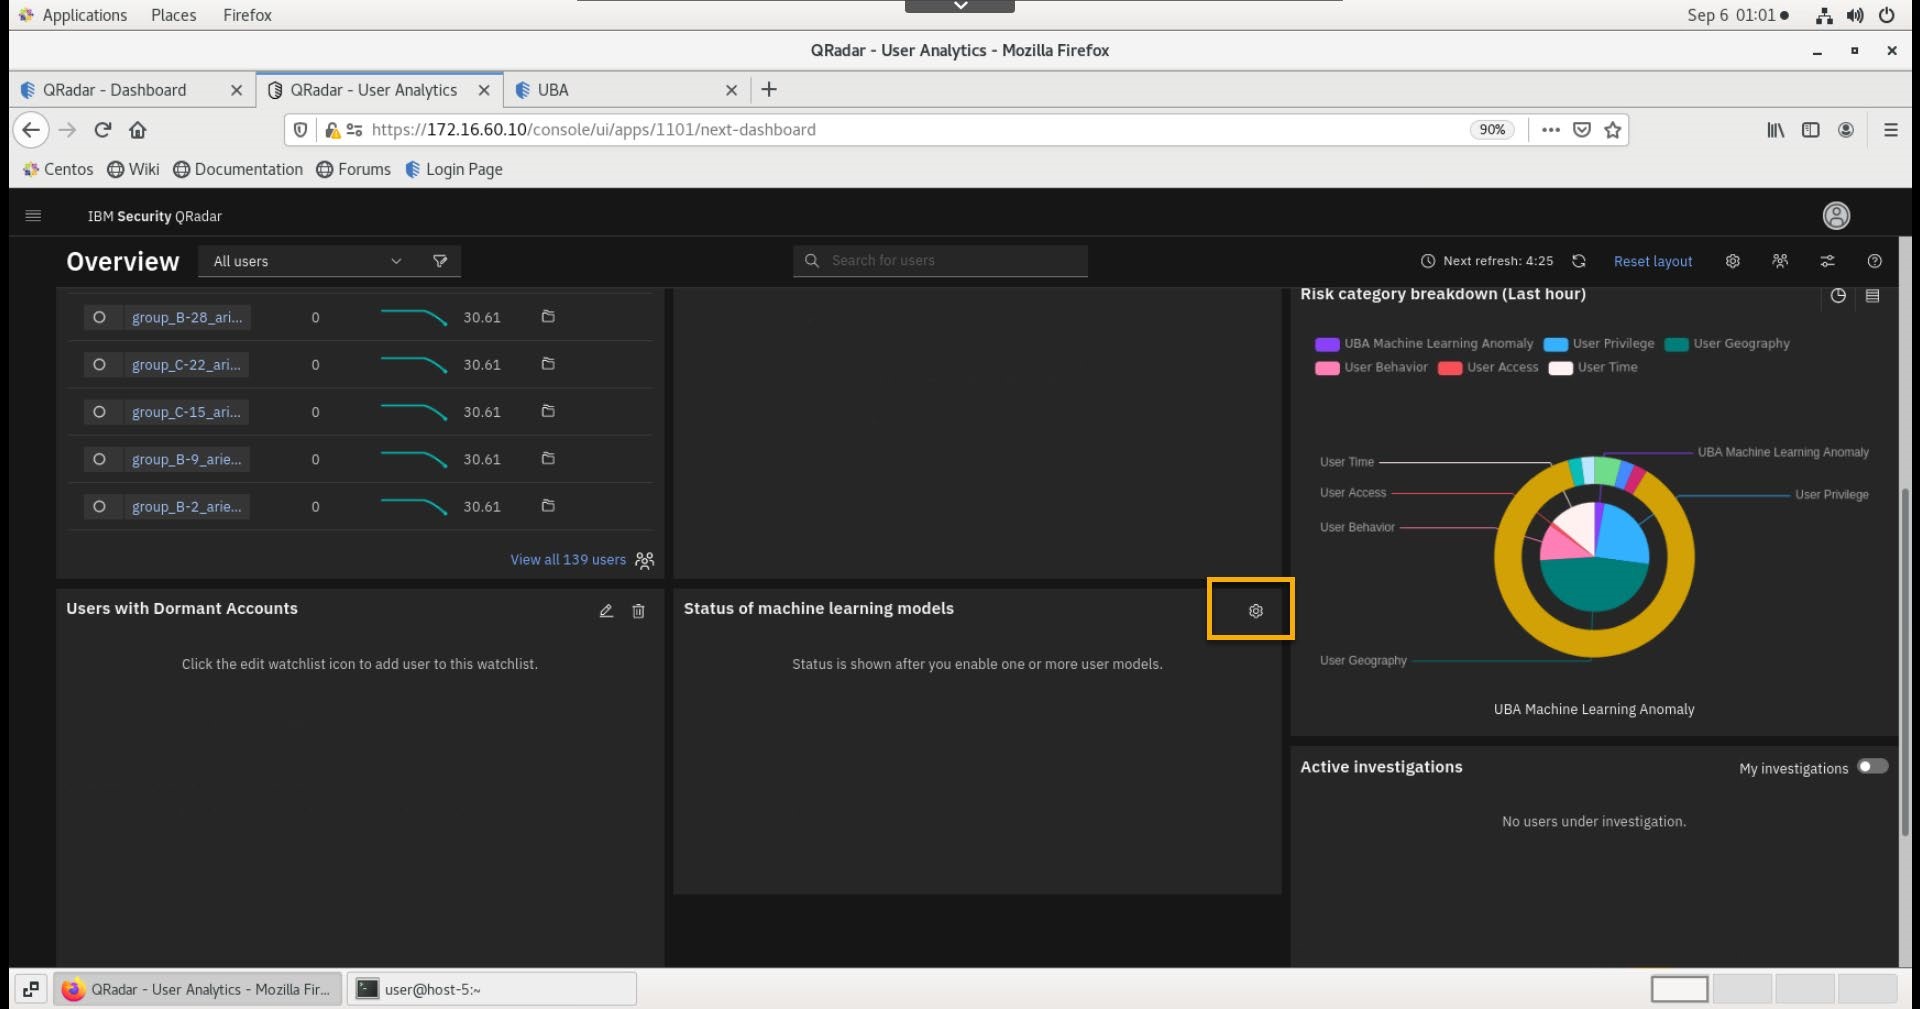 Applications Places Firefox Sep 6 01:01
QRadar - User Analytics - Mozilla Firefox
QRadar - Dashboard QRadar - User Analytics UBA
https://172.16.60.10/console/ui/apps/1101/next-dashboard 90%
Centos Wiki Documentation Forums Login Page
IBM Security QRadar
Overview All users Search for users Next refresh: 4:25 Reset layout
group_B-28_ari... 0 30.61
group_C-22_ari... 0 30.61
group_C-15_ari... 0 30.61
group_B-9_arie... 0 30.61
group_B-2_arie... 0 30.61
View all 139 users
Risk category breakdown (Last hour)
UBA Machine Learning Anomaly User Privilege User Geography
User Behavior User Access User Time
User Time UBA Machine Learning Anomaly
User Access User Privilege
User Behavior
User Geography
UBA Machine Learning Anomaly
Users with Dormant Accounts
Click the edit watchlist icon to add user to this watchlist.
Status of machine learning models
Status is shown after you enable one or more user models.
Active investigations My investigations
No users under investigation.
QRadar - User Analytics - Mozilla Fir... user@host-5:~